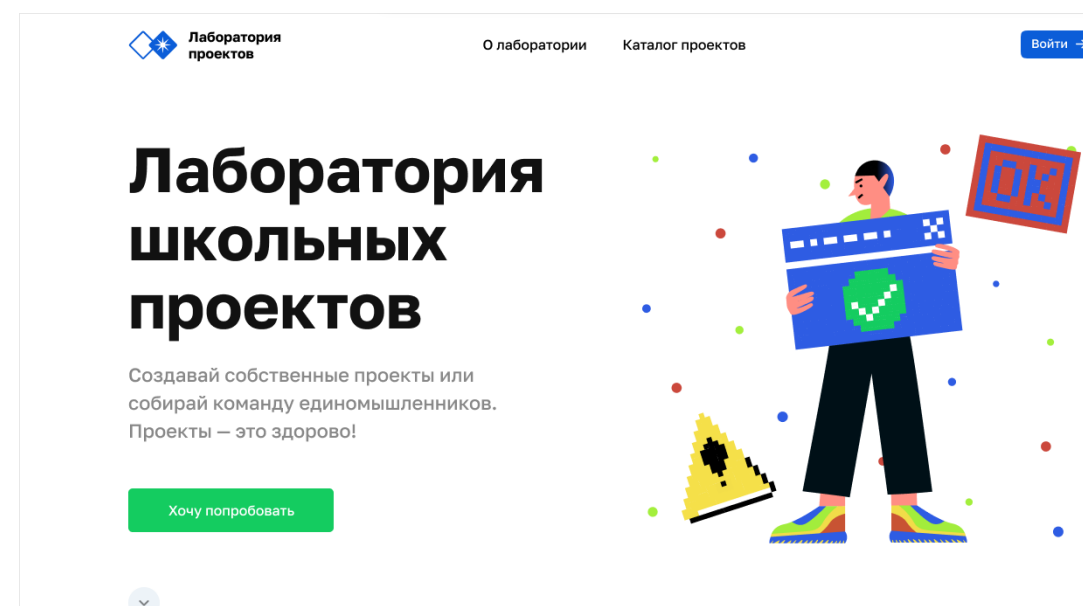 Лаборатория
проектов
О лаборатории
Каталог проектов
Войти →
Лаборатория
школьных
проектов
Создавай собственные проекты или
собирай команду единомышленников.
Проекты — это здорово!
Хочу попробовать
OK